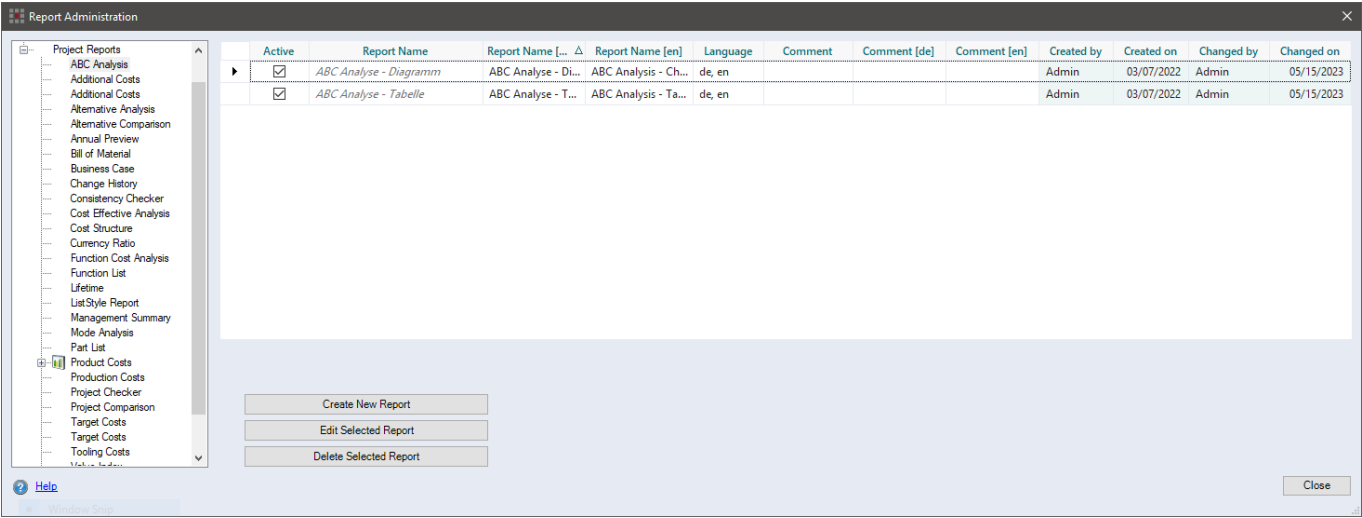 Report Administration
Project Reports
ABC Analysis
Additional Costs
Additional Costs
Alternative Analysis
Alternative Comparison
Annual Preview
Bill of Material
Business Case
Change History
Consistency Checker
Cost Effective Analysis
Cost Structure
Currency Ratio
Function Cost Analysis
Function List
Lifetime
ListStyle Report
Management Summary
Mode Analysis
Part List
Product Costs
Production Costs
Project Checker
Project Comparison
Target Costs
Target Costs
Tooling Costs
Value Index
Active Report Name Report Name [... Report Name [en] Language Comment Comment [de] Comment [en] Created by Created on Changed by Changed on
ABC Analyse - Diagramm ABC Analyse - Di... ABC Analysis - Ch... de, en Admin 03/07/2022 Admin 05/15/2023
ABC Analyse - Tabelle ABC Analyse - T... ABC Analysis - Ta... de, en Admin 03/07/2022 Admin 05/15/2023
Create New Report
Edit Selected Report
Delete Selected Report
Help
Close
Window Snip